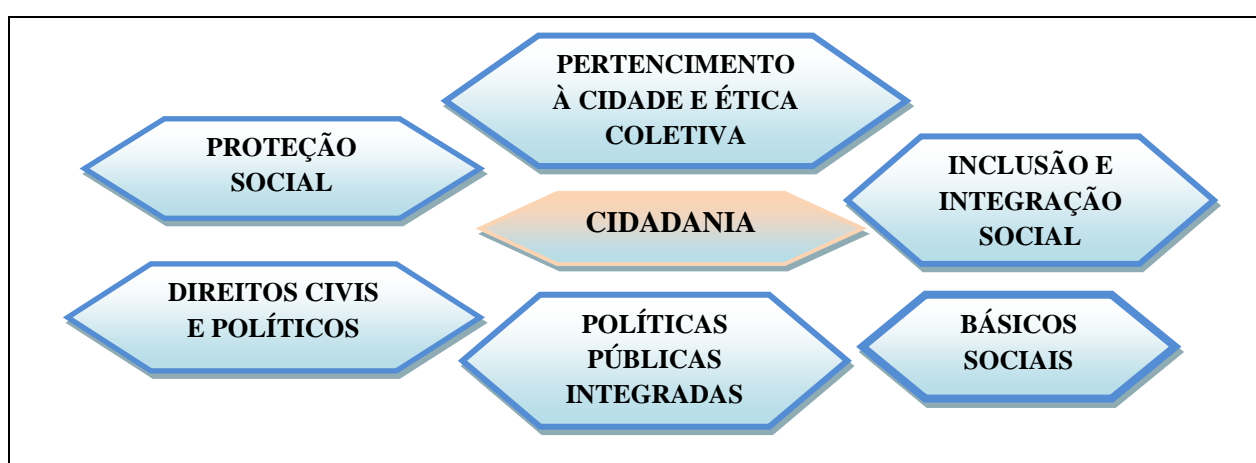 PERTENCIMENTO
À CIDADE E ÉTICA
COLETIVA
PROTEÇÃO
SOCIAL
INCLUSÃO E
INTEGRAÇÃO
SOCIAL
CIDADANIA
DIREITOS CIVIS
E POLÍTICOS
POLÍTICAS
PÚBLICAS
INTEGRADAS
BÁSICOS
SOCIAIS